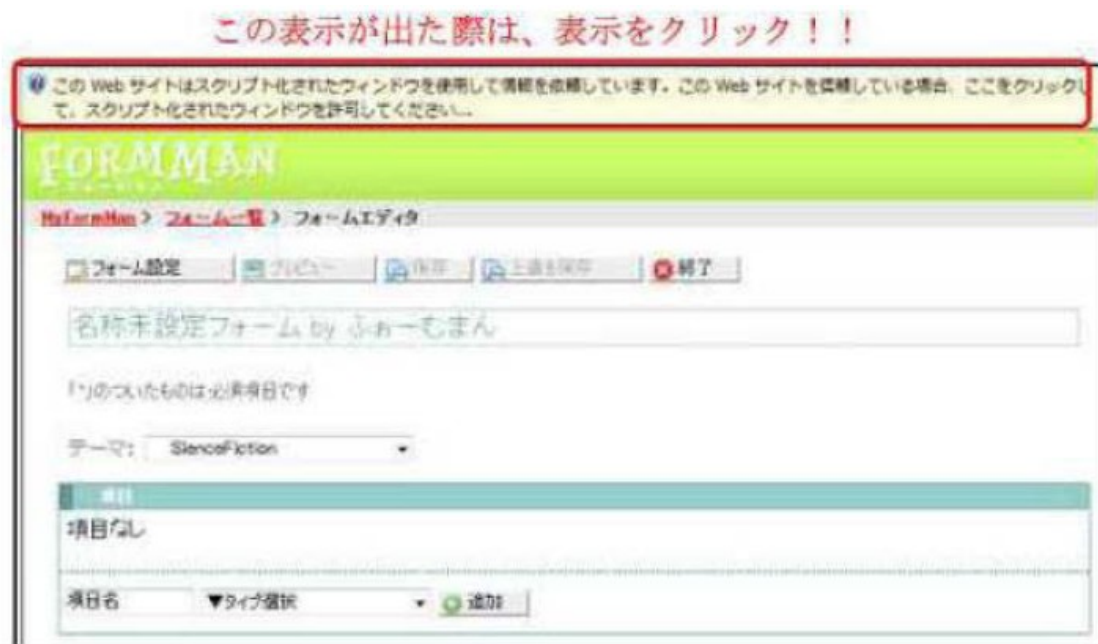 この表示が出た際は、表示をクリック！！
この Web サイトはスクリプト化されたウィンドウを使用して情報を依頼しています。この Web サイトを信頼している場合、ここをクリックし
て、スクリプト化されたウィンドウを許可してください...
FORMMAN
MyFormMan > フォーム一覧 > フォームエディタ
フォーム設定 プレビュー 保存 上書き保存 終了
名称未設定フォーム by ふぉーむまん
「*」のついたものは必須項目です
テーマ: SienceFiction
項目
項目なし
項目名 ▼タイプ選択 追加